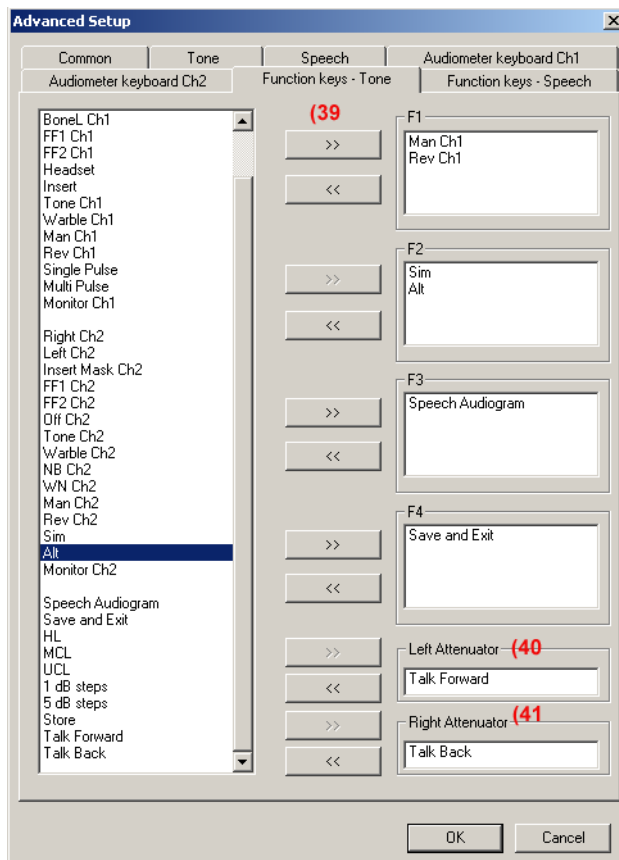 Advanced Setup
Common Tone Speech Audiometer keyboard Ch1
Audiometer keyboard Ch2 Function keys - Tone Function keys - Speech
BoneL Ch1
FF1 Ch1
FF2 Ch1
Headset
Insert
Tone Ch1
Warble Ch1
Man Ch1
Rev Ch1
Single Pulse
Multi Pulse
Monitor Ch1
Right Ch2
Left Ch2
Insert Mask Ch2
FF1 Ch2
FF2 Ch2
Off Ch2
Tone Ch2
Warble Ch2
NB Ch2
WN Ch2
Man Ch2
Rev Ch2
Sim
Alt
Monitor Ch2
Speech Audiogram
Save and Exit
HL
MCL
UCL
1 dB steps
5 dB steps
Store
Talk Forward
Talk Back
(39
>>
<<
>>
<<
>>
<<
>>
<<
>>
<<
>>
<<
F1
Man Ch1
Rev Ch1
F2
Sim
Alt
F3
Speech Audiogram
F4
Save and Exit
Left Attenuator (40
Talk Forward
Right Attenuator (41
Talk Back
OK Cancel